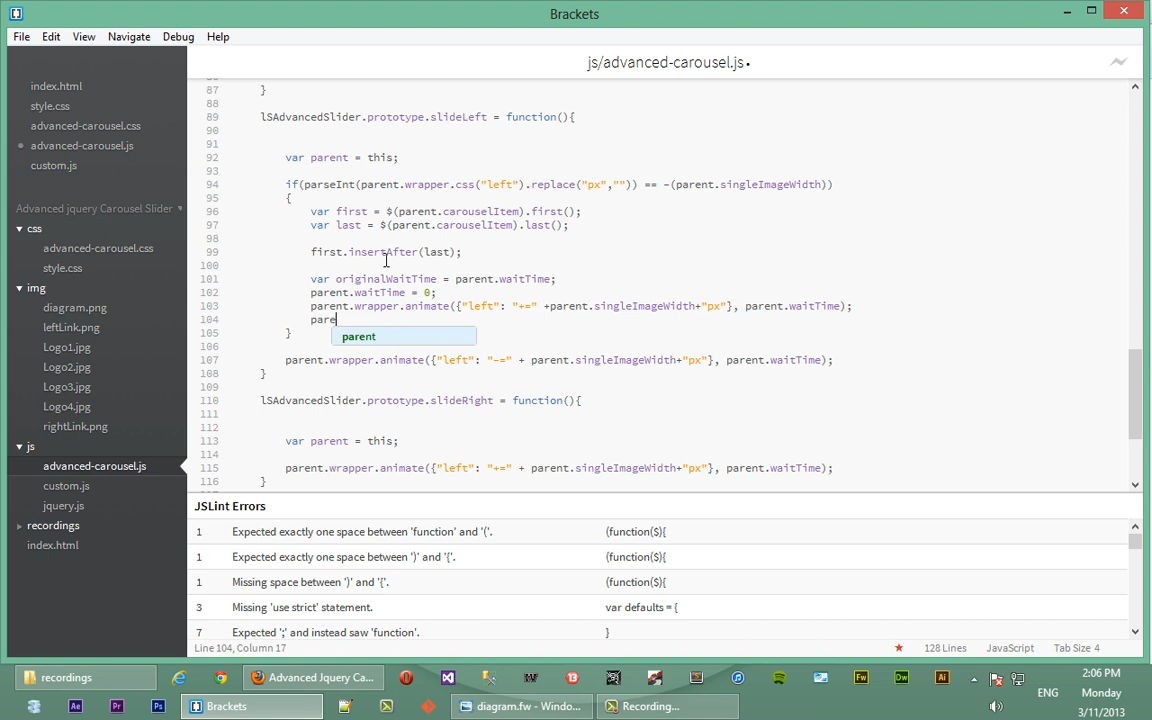 Brackets
File Edit View Navigate Debug Help
index.html
style.css
advanced-carousel.css
advanced-carousel.js
custom.js
Advanced jquery Carousel Slider
css
advanced-carousel.css
style.css
img
diagram.png
leftLink.png
Logo1.jpg
Logo2.jpg
Logo3.jpg
Logo4.jpg
rightLink.png
js
advanced-carousel.js
custom.js
jquery.js
recordings
index.html
js/advanced-carousel.js •
87 }
88
89 lSAdvancedSlider.prototype.slideLeft = function(){
90
91
92 var parent = this;
93
94 if(parseInt(parent.wrapper.css("left").replace("px","")) == -(parent.singleImageWidth))
95 {
96 var first = $(parent.carouselItem).first();
97 var last = $(parent.carouselItem).last();
98
99 first.insertAfter(last);
100
101 var originalWaitTime = parent.waitTime;
102 parent.waitTime = 0;
103 parent.wrapper.animate({"left": "+=" +parent.singleImageWidth+"px"}, parent.waitTime);
104 pare
parent
105 }
106
107 parent.wrapper.animate({"left": "-=" + parent.singleImageWidth+"px"}, parent.waitTime);
108 }
109
110 lSAdvancedSlider.prototype.slideRight = function(){
111
112
113 var parent = this;
114
115 parent.wrapper.animate({"left": "+=" + parent.singleImageWidth+"px"}, parent.waitTime);
116 }
JSLint Errors
1 Expected exactly one space between 'function' and '('. (function($){
1 Expected exactly one space between ')' and '{'. (function($){
1 Missing space between ')' and '{'. (function($){
3 Missing 'use strict' statement. var defaults = {
7 Expected ';' and instead saw 'function'. }
Line 104, Column 17 128 Lines JavaScript Tab Size 4
recordings Advanced Jquery Ca...
Brackets diagram.fw - Windo... Recording...
ENG
2:06 PM
Monday
3/11/2013